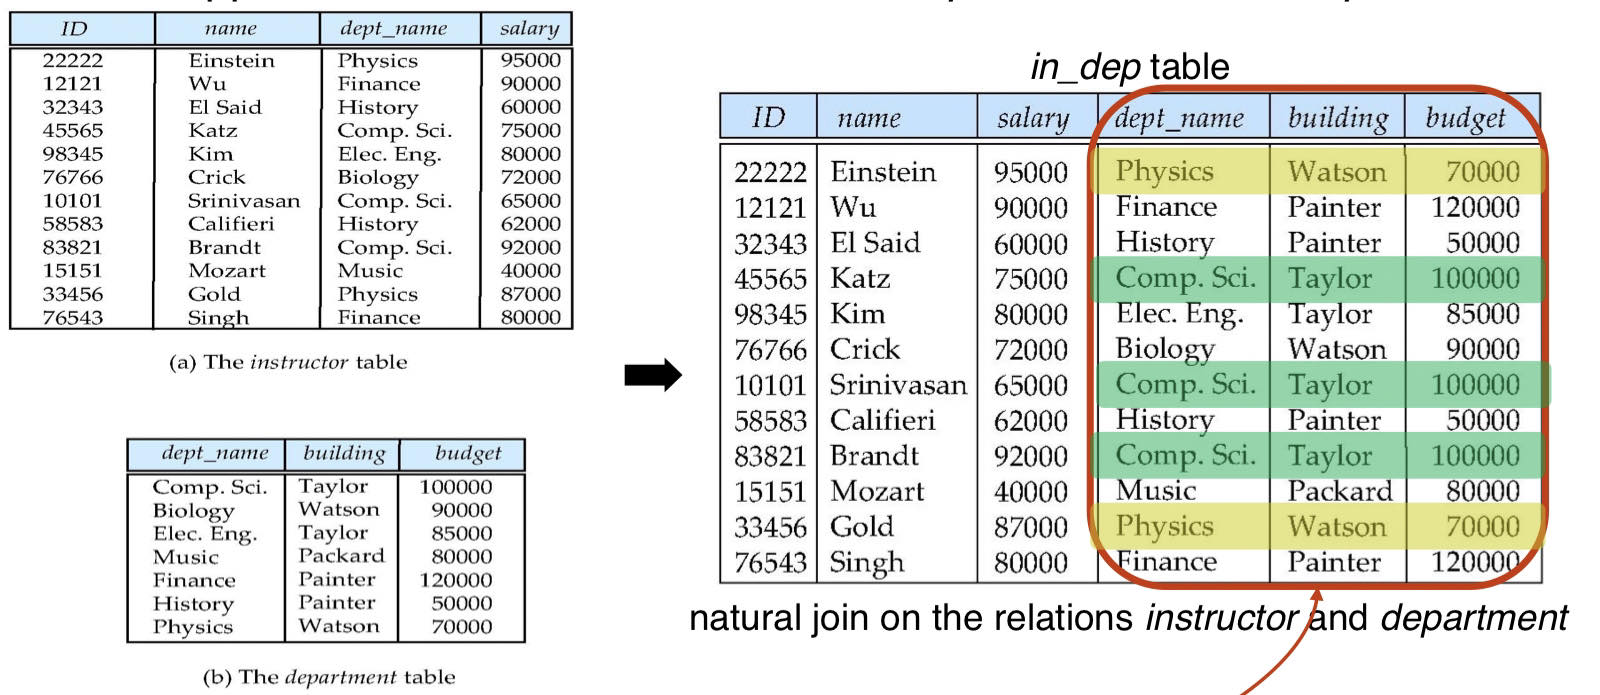 ID name dept_name salary
22222 Einstein Physics 95000
12121 Wu Finance 90000
32343 El Said History 60000
45565 Katz Comp. Sci. 75000
98345 Kim Elec. Eng. 80000
76766 Crick Biology 72000
10101 Srinivasan Comp. Sci. 65000
58583 Califieri History 62000
83821 Brandt Comp. Sci. 92000
15151 Mozart Music 40000
33456 Gold Physics 87000
76543 Singh Finance 80000
(a) The instructor table
dept_name building budget
Comp. Sci. Taylor 100000
Biology Watson 90000
Elec. Eng. Taylor 85000
Music Packard 80000
Finance Painter 120000
History Painter 50000
Physics Watson 70000
(b) The department table
in_dep table
ID name salary dept_name building budget
22222 Einstein 95000 Physics Watson 70000
12121 Wu 90000 Finance Painter 120000
32343 El Said 60000 History Painter 50000
45565 Katz 75000 Comp. Sci. Taylor 100000
98345 Kim 80000 Elec. Eng. Taylor 85000
76766 Crick 72000 Biology Watson 90000
10101 Srinivasan 65000 Comp. Sci. Taylor 100000
58583 Califieri 62000 History Painter 50000
83821 Brandt 92000 Comp. Sci. Taylor 100000
15151 Mozart 40000 Music Packard 80000
33456 Gold 87000 Physics Watson 70000
76543 Singh 80000 Finance Painter 120000
natural join on the relations instructor and department